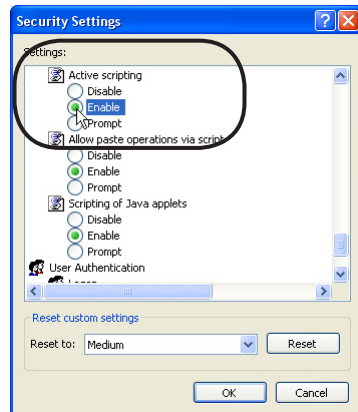 Security Settings
Settings:
Active scripting
Disable
Enable
Prompt
Allow paste operations via script
Disable
Enable
Prompt
Scripting of Java applets
Disable
Enable
Prompt
User Authentication
Logon
Reset custom settings
Reset to: Medium Reset
OK Cancel